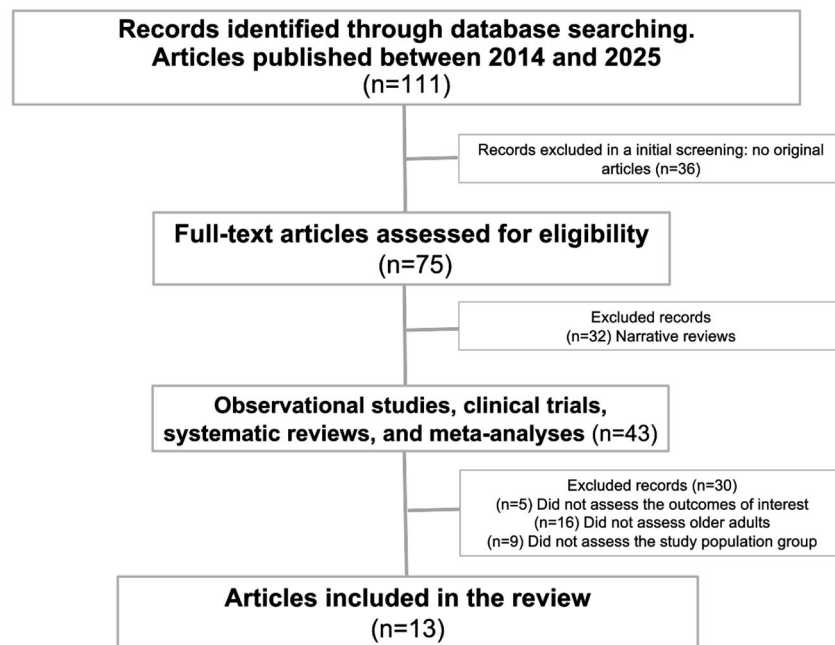 Records identified through database searching.
Articles published between 2014 and 2025
(n=111)
Records excluded in a initial screening: no original
articles (n=36)
Full-text articles assessed for eligibility
(n=75)
Excluded records
(n=32) Narrative reviews
Observational studies, clinical trials,
systematic reviews, and meta-analyses (n=43)
Excluded records (n=30)
(n=5) Did not assess the outcomes of interest
(n=16) Did not assess older adults
(n=9) Did not assess the study population group
Articles included in the review
(n=13)